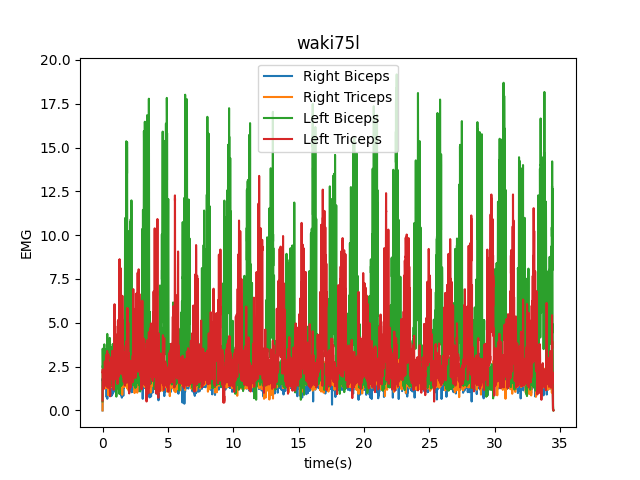 waki75l
Right Biceps
Right Triceps
Left Biceps
Left Triceps
EMG
20.0
17.5
15.0
12.5
10.0
7.5
5.0
2.5
0.0
0 5 10 15 20 25 30 35
time(s)